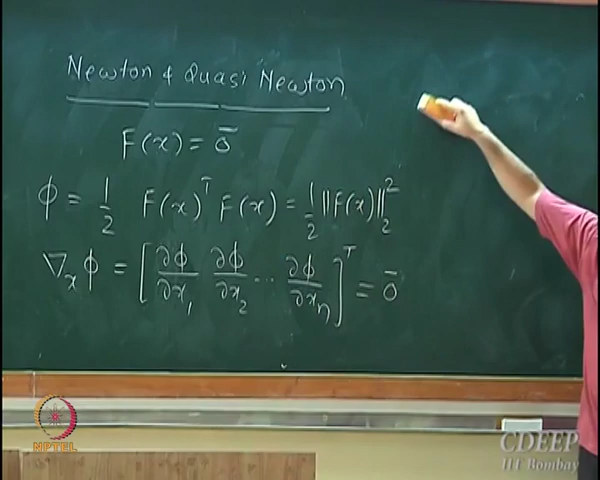 Newton & Quasi Newton
F(x) = 0̄
φ = 1/2 F(x)ᵀ F(x) = 1/2 ||F(x)||₂²
∇ₓφ = [∂φ/∂x₁ ∂φ/∂x₂ ... ∂φ/∂xₙ]ᵀ = 0̄
NPTEL
CDEEP
IIT Bombay